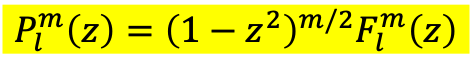 $P_l^m(z) = (1 - z^2)^{m/2} F_l^m(z)$